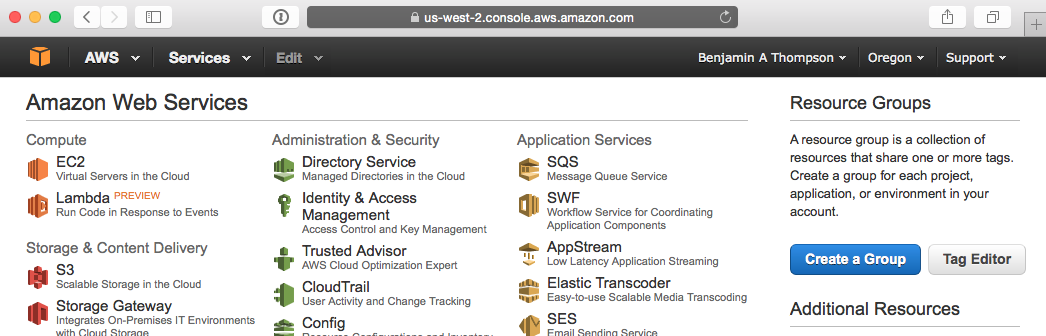 us-west-2.console.aws.amazon.com
AWS
Services
Edit
Benjamin A Thompson
Oregon
Support
Amazon Web Services
Compute
EC2
Virtual Servers in the Cloud
Lambda PREVIEW
Run Code in Response to Events
Storage & Content Delivery
S3
Scalable Storage in the Cloud
Storage Gateway
Integrates On-Premises IT Environments
with Cloud Storage
Administration & Security
Directory Service
Managed Directories in the Cloud
Identity & Access
Management
Access Control and Key Management
Trusted Advisor
AWS Cloud Optimization Expert
CloudTrail
User Activity and Change Tracking
Config
Resource Configurations and Inventory
Application Services
SQS
Message Queue Service
SWF
Workflow Service for Coordinating
Application Components
AppStream
Low Latency Application Streaming
Elastic Transcoder
Easy-to-use Scalable Media Transcoding
SES
Email Sending Service
Resource Groups
A resource group is a collection of
resources that share one or more tags.
Create a group for each project,
application, or environment in your
account.
Create a Group
Tag Editor
Additional Resources